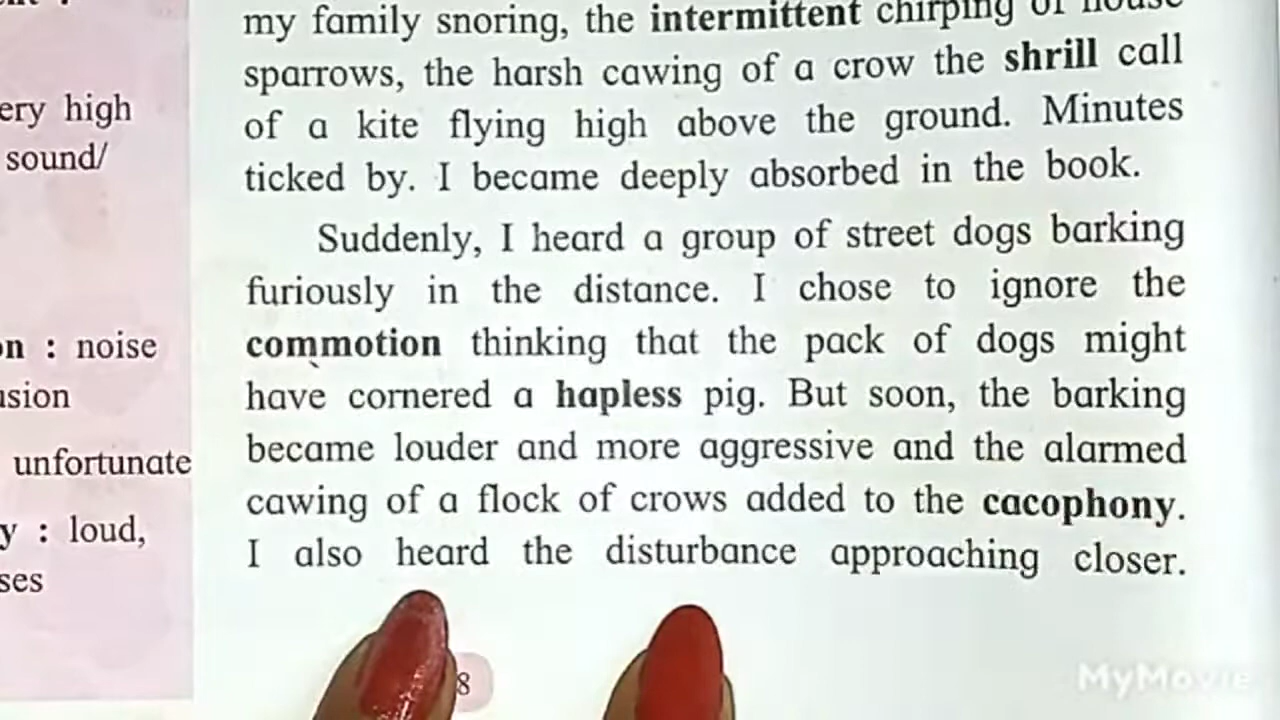 ery high
sound/
on : noise
usion
unfortunate
y : loud,
ses
my family snoring, the intermittent chirping of house
sparrows, the harsh cawing of a crow the shrill call
of a kite flying high above the ground. Minutes
ticked by. I became deeply absorbed in the book.
Suddenly, I heard a group of street dogs barking
furiously in the distance. I chose to ignore the
commotion thinking that the pack of dogs might
have cornered a hapless pig. But soon, the barking
became louder and more aggressive and the alarmed
cawing of a flock of crows added to the cacophony.
I also heard the disturbance approaching closer.
8
MyMovie